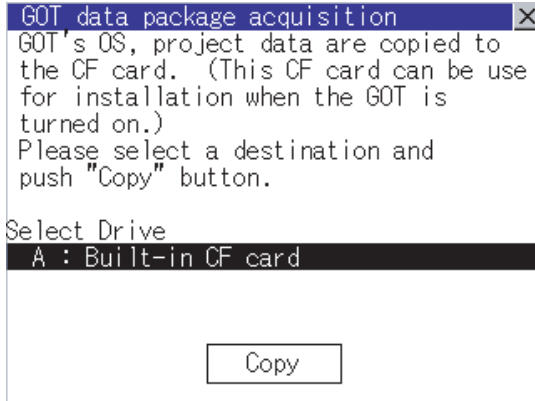 GOT data package acquisition
GOT's OS, project data are copied to
the CF card. (This CF card can be use
for installation when the GOT is
turned on.)
Please select a destination and
push "Copy" button.
Select Drive
A : Built-in CF card
Copy